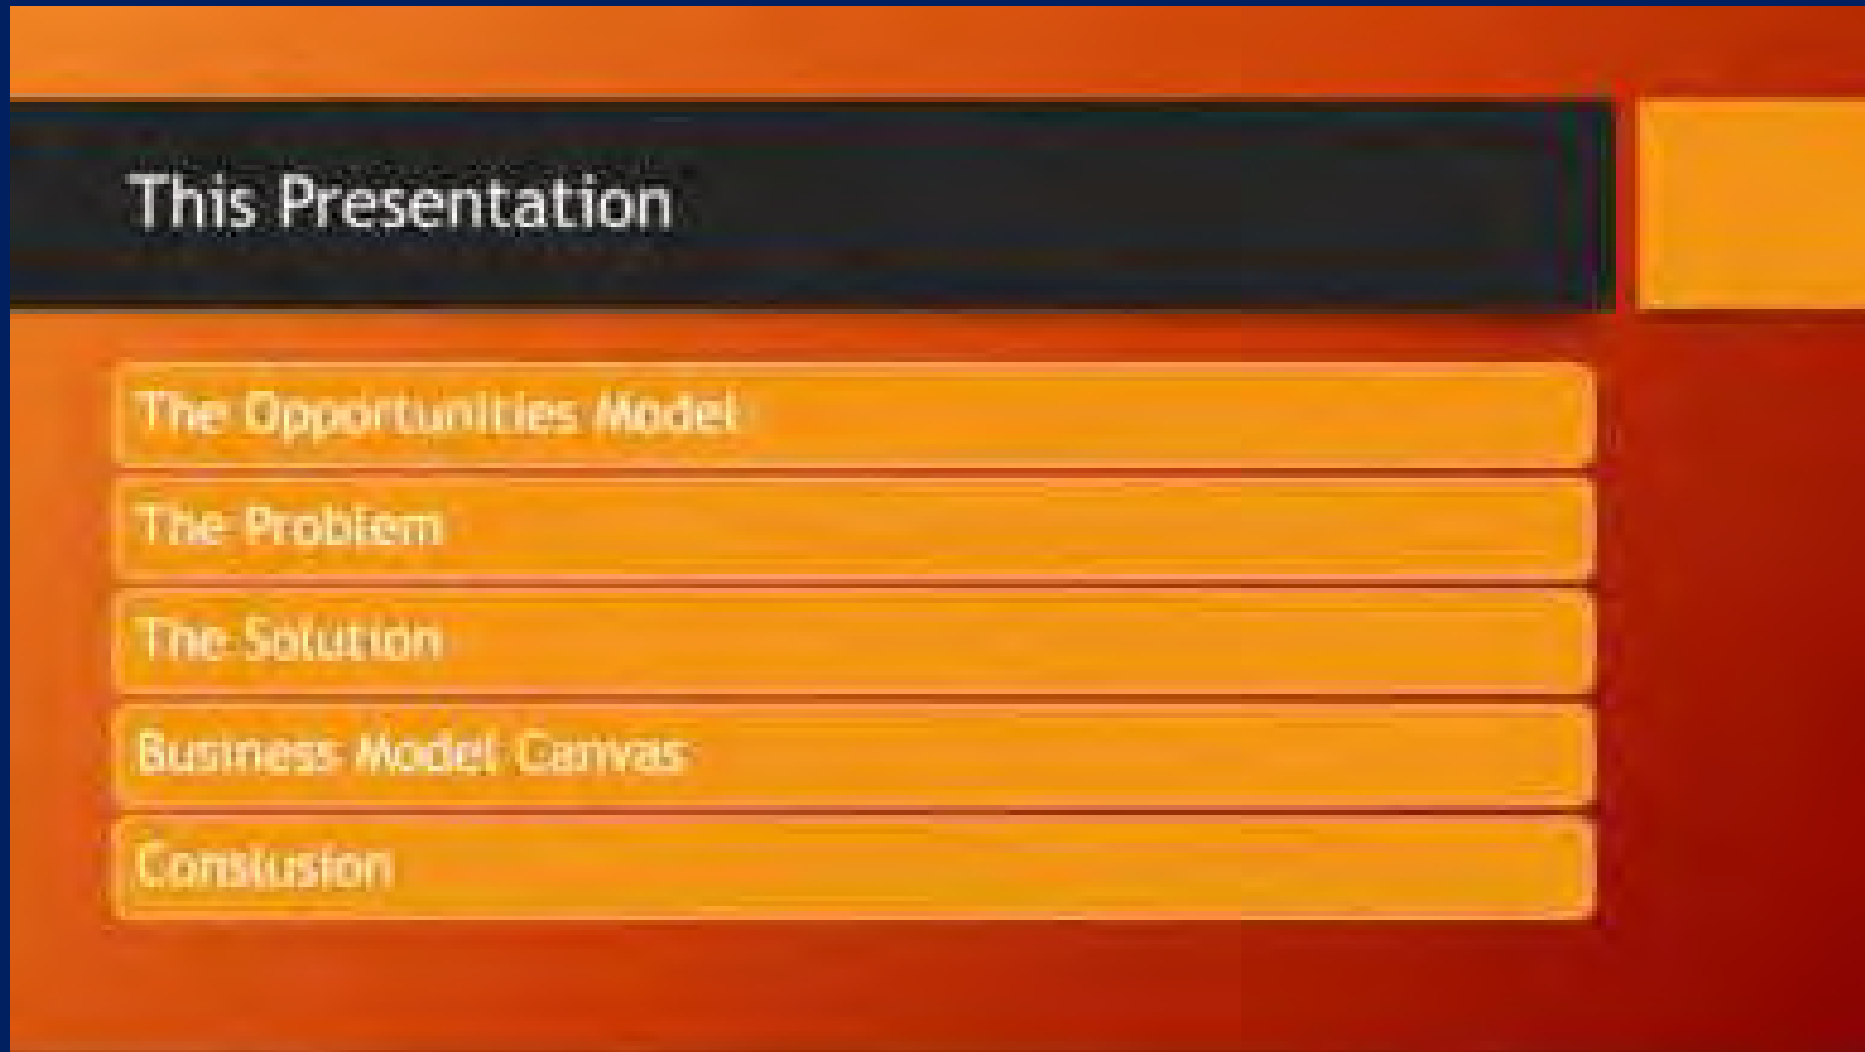 This Presentation
The Opportunities Model
The Problem
The Solution
Business Model Canvas
Conslusion